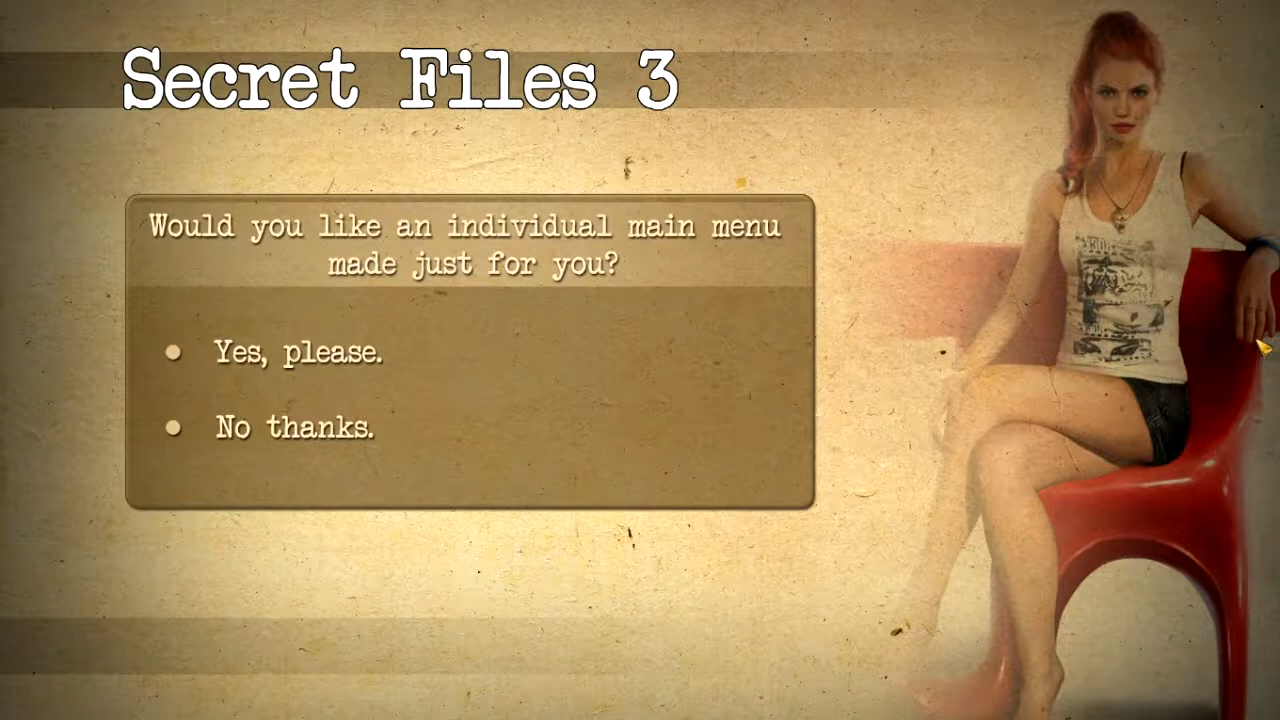 Secret Files 3
Would you like an individual main menu
made just for you?
Yes, please.
No thanks.